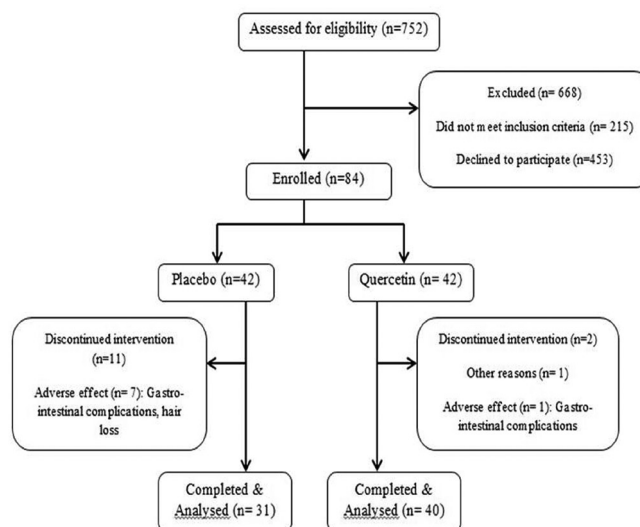 Assessed for eligibility (n=752)
Excluded (n= 668)
Did not meet inclusion criteria (n= 215)
Declined to participate (n=453)
Enrolled (n=84)
Placebo (n=42)
Quercetin (n= 42)
Discontinued intervention
(n=11)
Adverse effect (n= 7): Gastro-
intestinal complications, hair
loss
Discontinued intervention (n=2)
Other reasons (n= 1)
Adverse effect (n= 1): Gastro-
intestinal complications
Completed &
Analysed (n= 31)
Completed &
Analysed (n= 40)